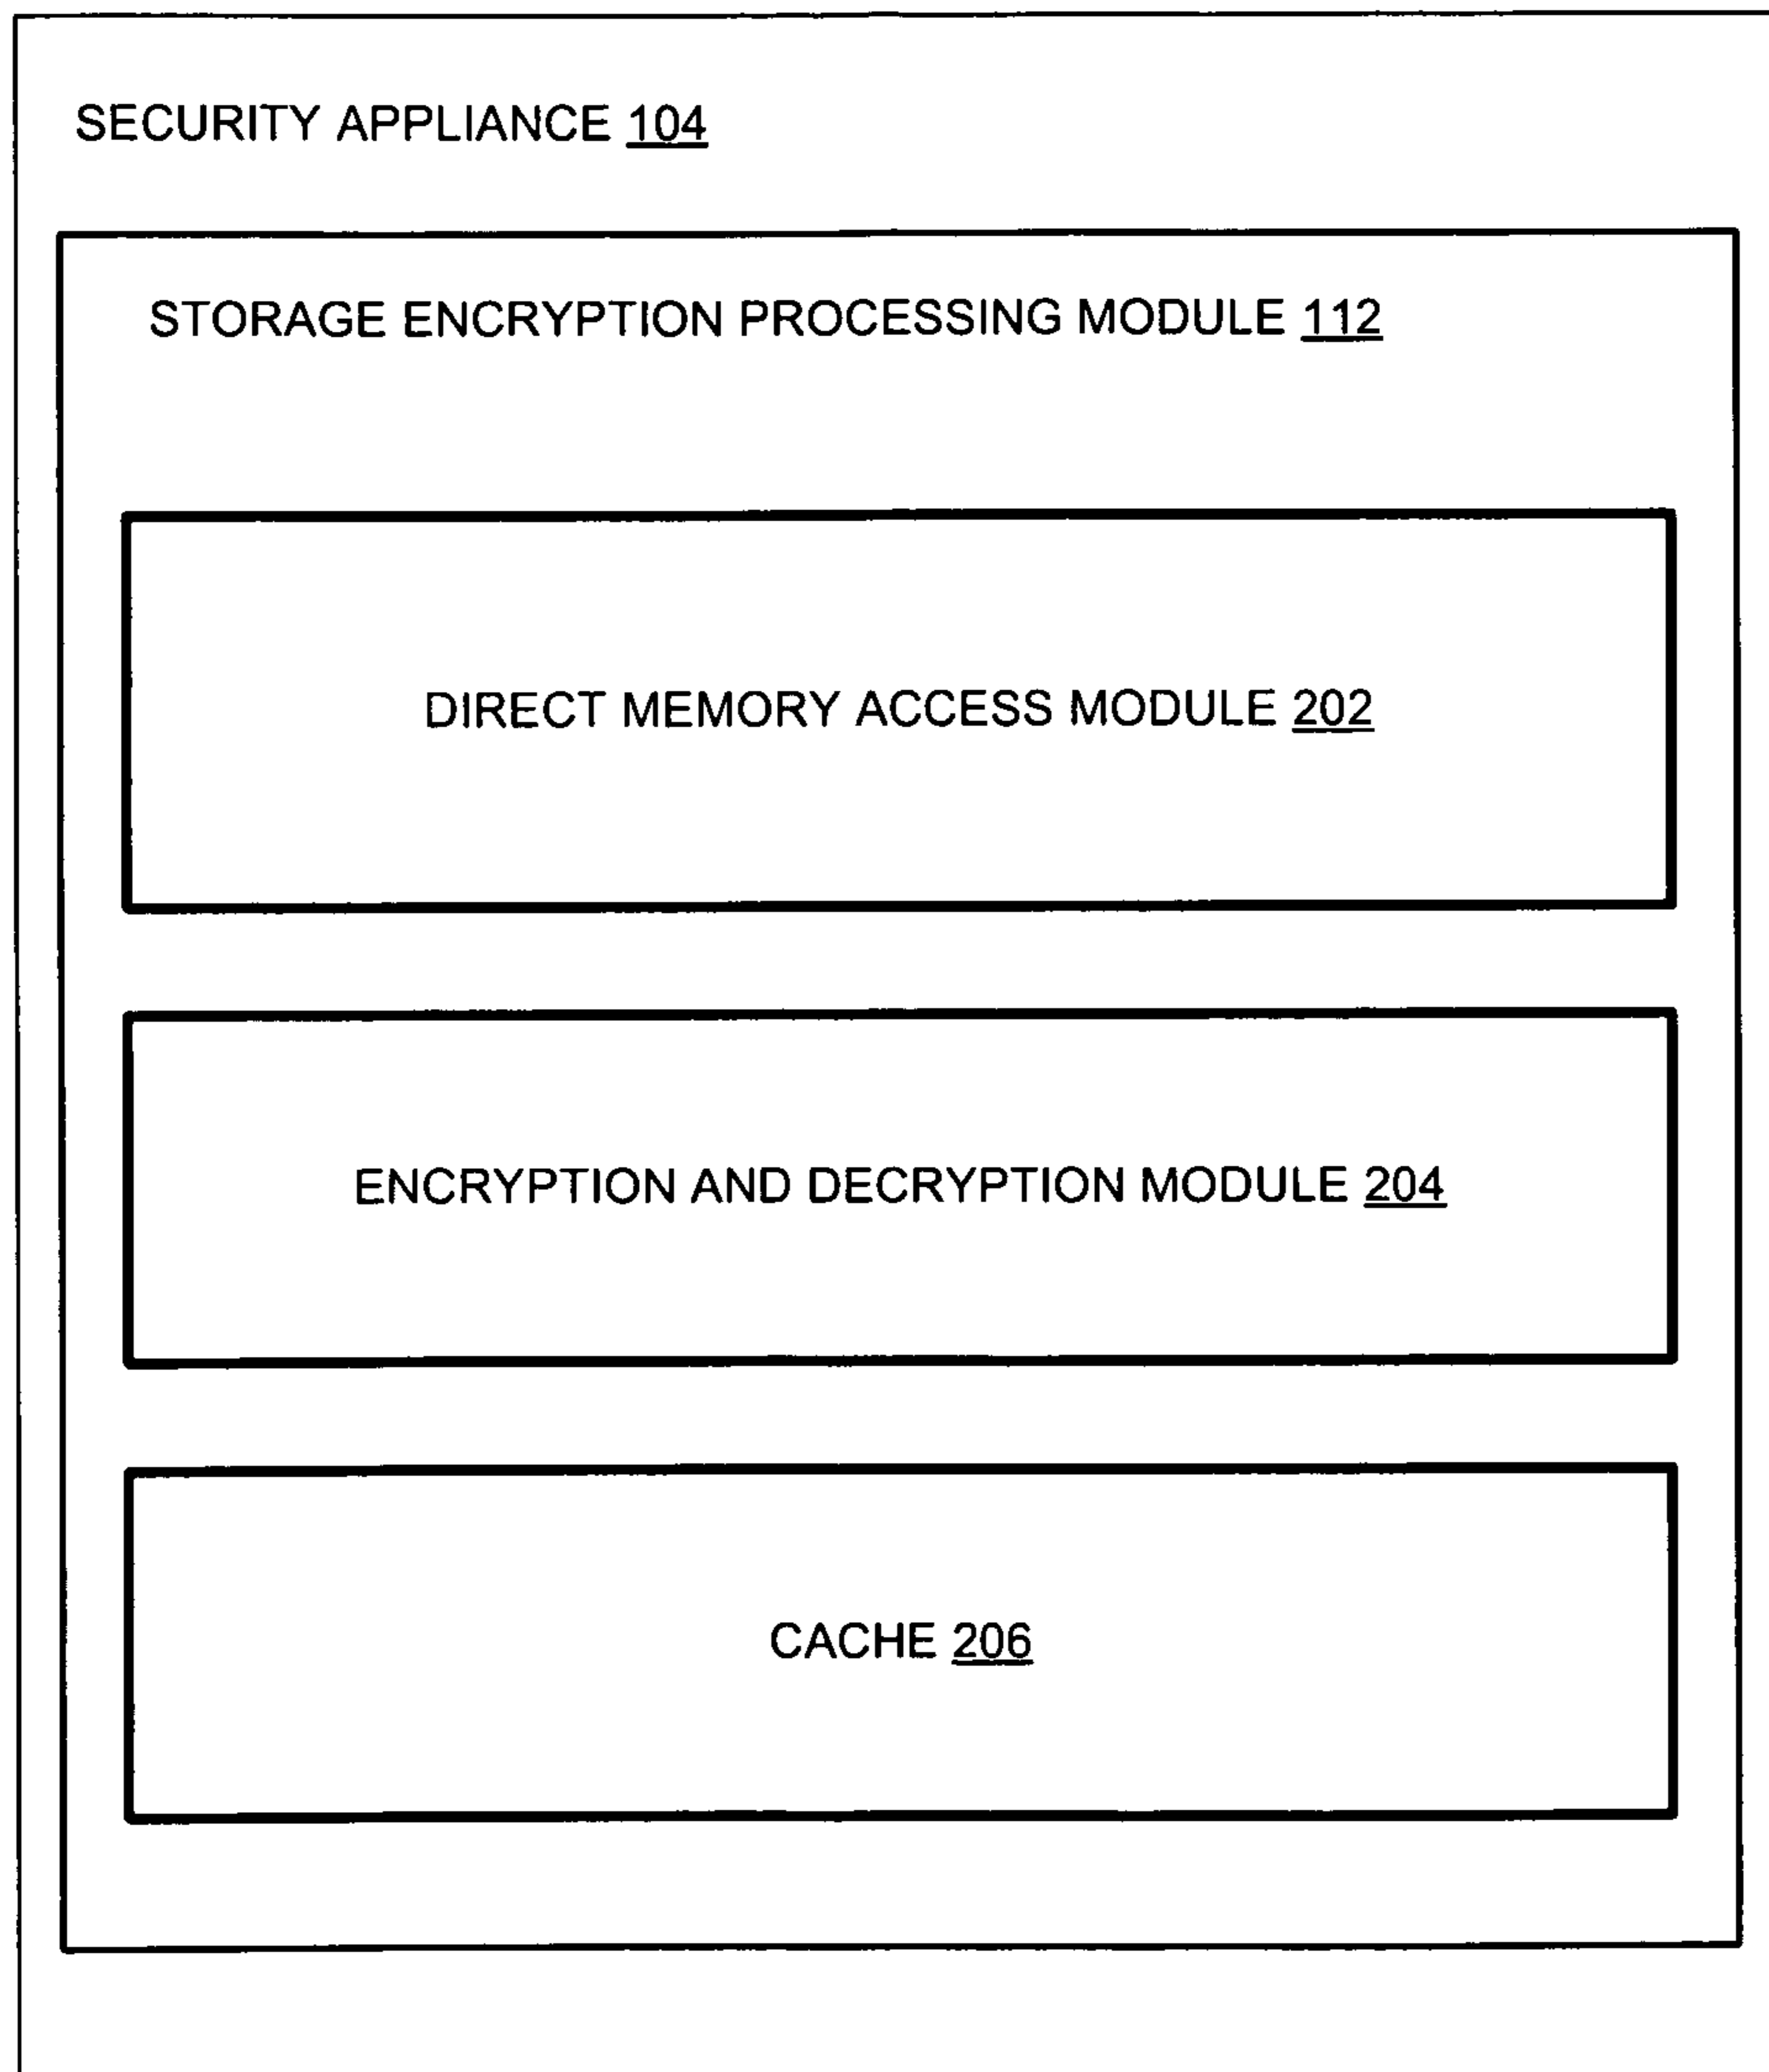 SECURITY APPLIANCE 104
STORAGE ENCRYPTION PROCESSING MODULE 112
DIRECT MEMORY ACCESS MODULE 202
ENCRYPTION AND DECRYPTION MODULE 204
CACHE 206